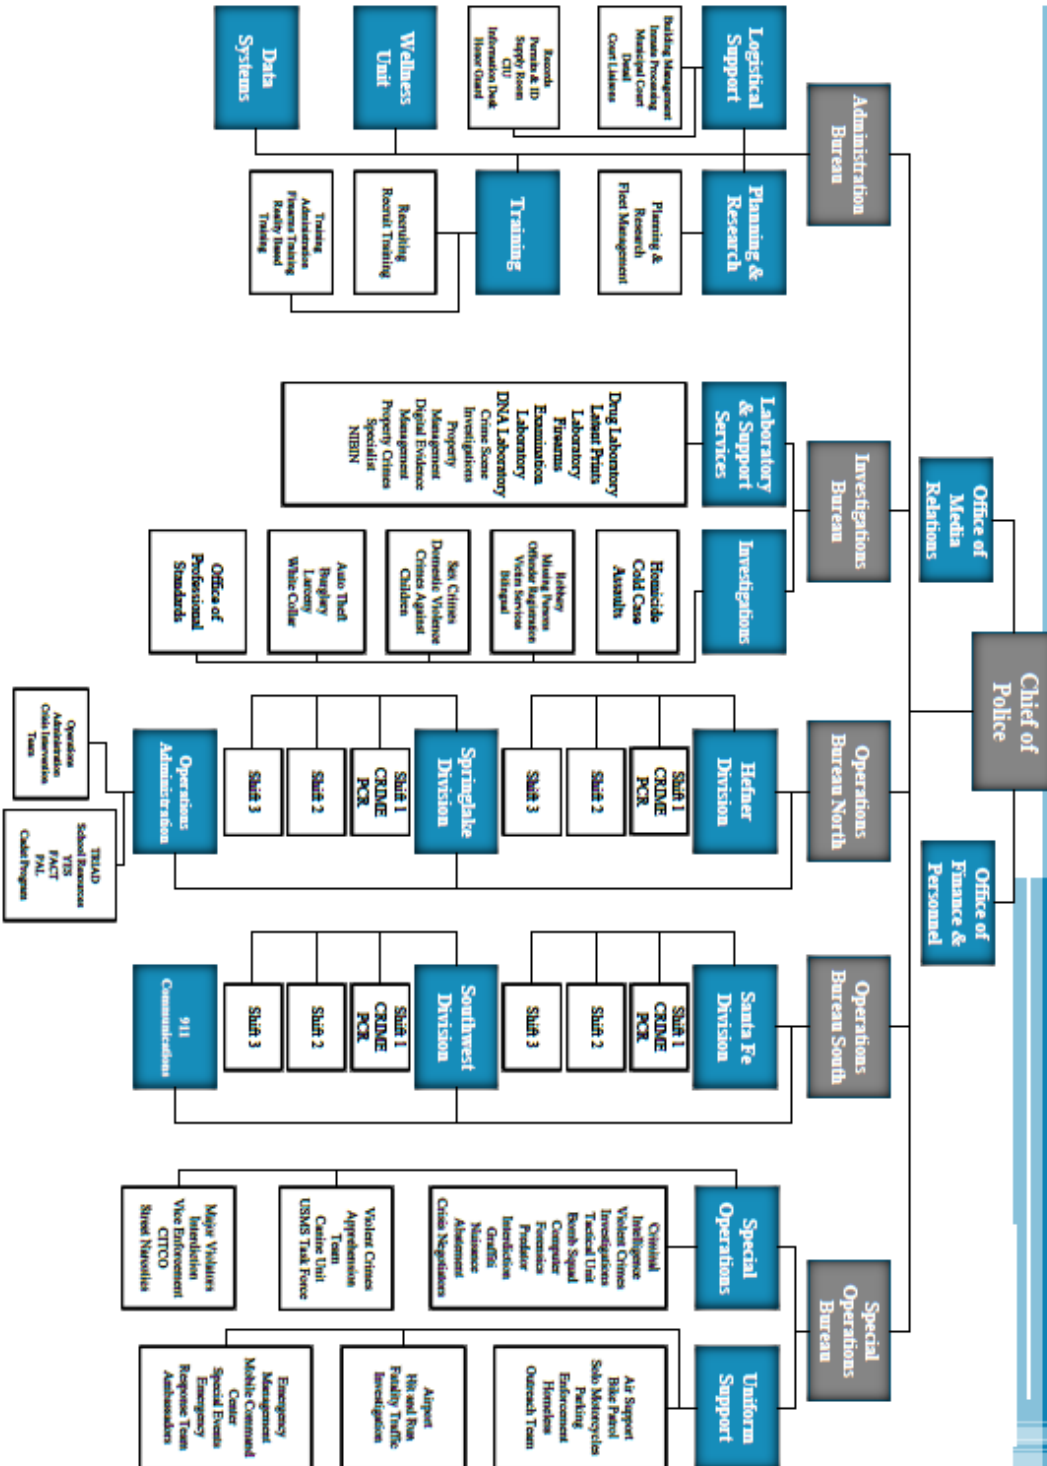 Chief of
Police
Office of
Media
Relations
Office of
Finance &
Personnel
Administration
Bureau
Investigations
Bureau
Operations
Bureau North
Operations
Bureau South
Special
Operations
Bureau
Logistical
Support
Building Management
Inmate Processing
Municipal Court
Detail
Court Liaisons
Records
Permits & ID
Supply Room
CIU
Information Desk
Honor Guard
Planning &
Research
Planning &
Research
Fleet Management
Wellness
Unit
Data
Systems
Training
Recruiting
Recruit Training
Training
Administration
Firearms Training
Reality Based
Training
Laboratory
& Support
Services
Drug Laboratory
Latent Prints
Laboratory
Firearms
Examination
Laboratory
DNA Laboratory
Crime Scene
Investigations
Property
Management
Digital Evidence
Management
Property Crimes
Specialist
NIBIN
Investigations
Homicide
Cold Case
Assaults
Robbery
Missing Persons
Offender Registration
Victim Services
Bilingual
Sex Crimes
Domestic Violence
Crimes Against
Children
Auto Theft
Burglary
Larceny
White Collar
Office of
Professional
Standards
Hefner
Division
Shift 1
CRIME
PCR
Shift 2
Shift 3
Springlake
Division
Shift 1
CRIME
PCR
Shift 2
Shift 3
Operations
Administration
Operations
Administration
Crisis Intervention
Team
TRIAD
School Resources
YES
FACT
PAL
Cadet Program
Santa Fe
Division
Shift 1
CRIME
PCR
Shift 2
Shift 3
Southwest
Division
Shift 1
CRIME
PCR
Shift 2
Shift 3
911
Communications
Special
Operations
Criminal
Intelligence
Violent Crimes
Investigations
Tactical Unit
Bomb Squad
Computer
Forensics
Predator
Interdiction
Graffiti
Nuisance
Abatement
Crisis Negotiators
Violent Crimes
Apprehension
Team
Canine Unit
USMS Task Force
Major Violators
Interdiction
Vice Enforcement
CITCO
Street Narcotics
Uniform
Support
Air Support
Bike Patrol
Solo Motorcycles
Parking
Enforcement
Homeless
Outreach Team
Airport
Hit and Run
Fatality Traffic
Investigation
Emergency
Management
Mobile Command
Center
Special Events
Emergency
Response Team
Ambassadors